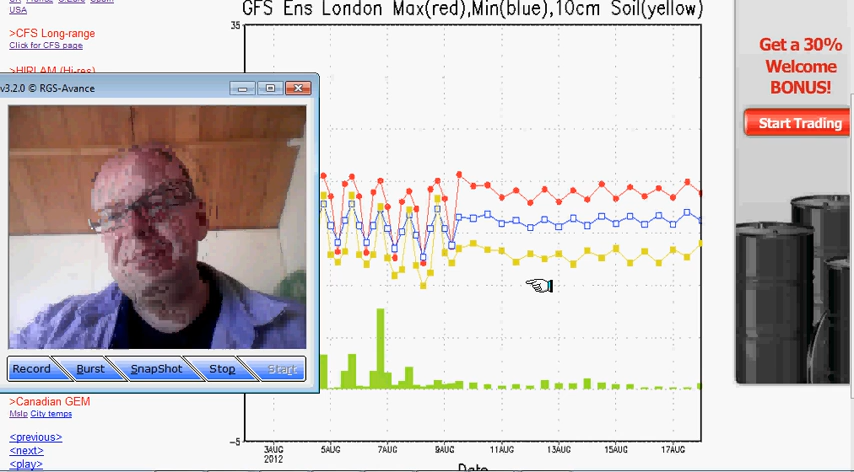 USA
>CFS Long-range
Click for CFS page
>HIRLAM (Hi-res)
v3.2.0 © RGS-Avance
Record
Burst
SnapShot
Stop
Start
>Canadian GEM
Mslp City temps
<previous>
<next>
<play>
GFS Ens London Max(red),Min(blue),10cm Soil(yellow)
35
-5
3AUG
2012
5AUG
7AUG
9AUG
11AUG
13AUG
15AUG
17AUG
Date
Get a 30%
Welcome
BONUS!
Start Trading